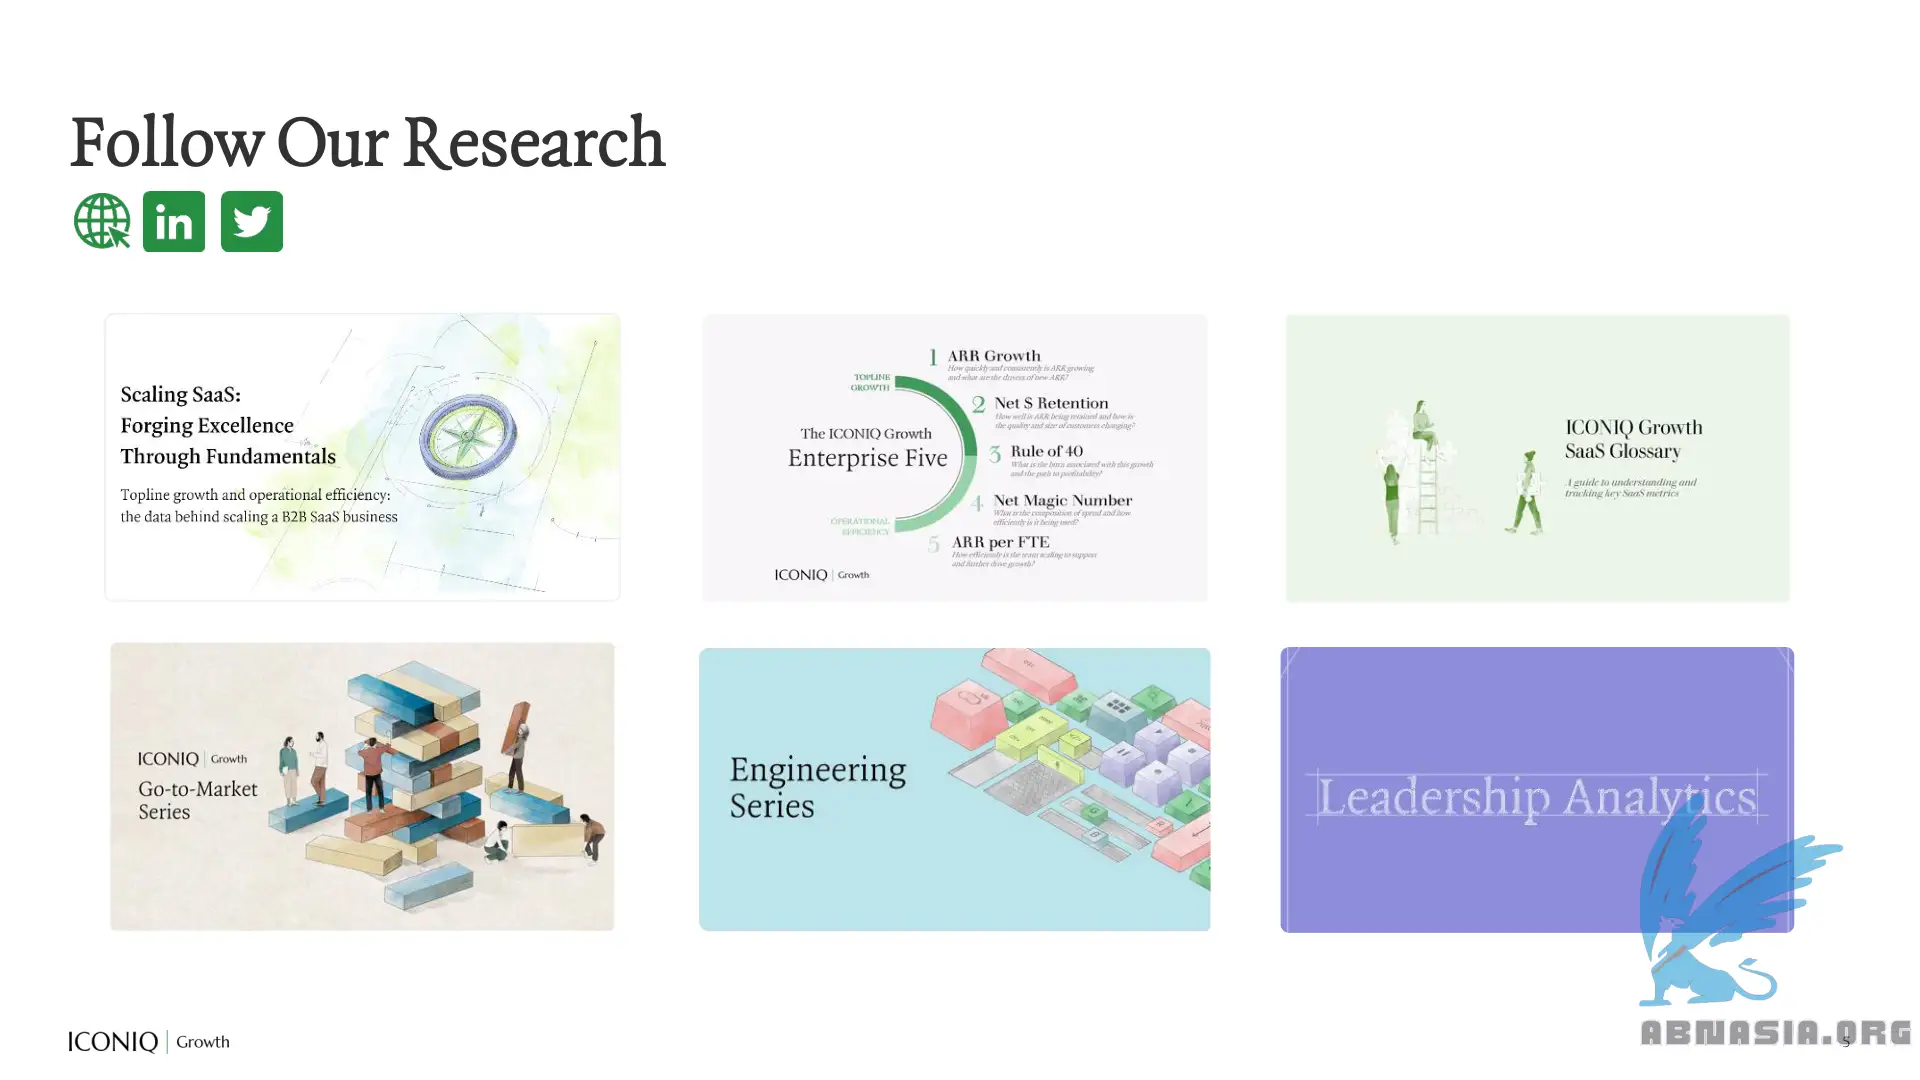 Follow Our Research
in
Scaling SaaS:
Forging Excellence
Through Fundamentals
Topline growth and operational efficiency:
the data behind scaling a B2B SaaS business
TOPLINE
GROWTH
The ICONIQ Growth
Enterprise Five
OPERATIONAL
EFFICIENCY
1 ARR Growth
How quickly and consistently is ARR growing
and what are the drivers of new ARR?
2 Net $ Retention
How well is ARR being retained and how is
the quality and size of customers changing?
3 Rule of 40
What is the burn associated with this growth
and the path to profitability?
4 Net Magic Number
What is the composition of spend and how
efficiently is it being used?
5 ARR per FTE
How efficiently is the team scaling to support
and further drive growth?
ICONIQ | Growth
ICONIQ Growth
SaaS Glossary
A guide to understanding and
tracking key SaaS metrics
ICONIQ | Growth
Go-to-Market
Series
Engineering
Series
Leadership Analytics
ICONIQ | Growth
ABNASIA.ORG
5